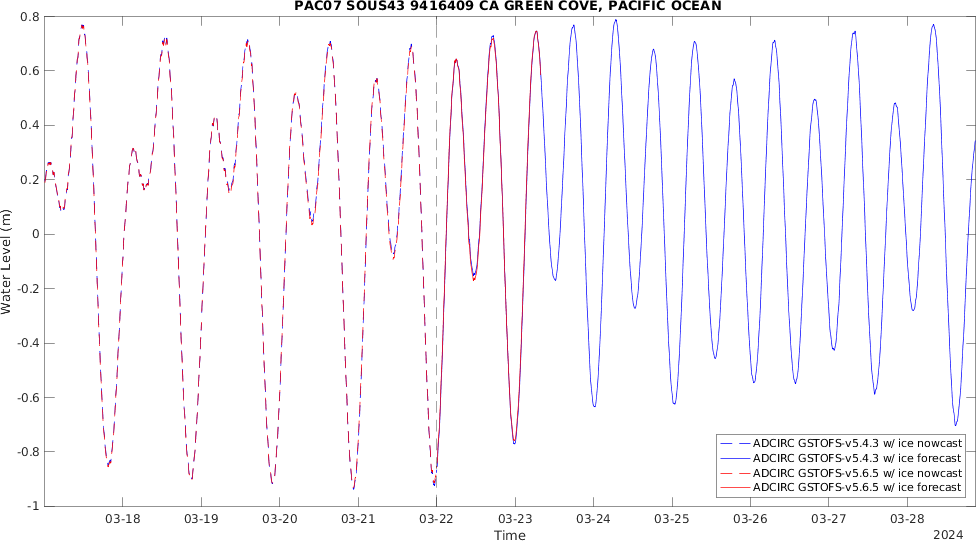 PAC07 SOUS43 9416409 CA GREEN COVE, PACIFIC OCEAN
0.8
0.6
0.4
0.2
0
-0.2
-0.4
-0.6
-0.8
-1
Water Level (m)
ADCIRC GSTOFS-v5.4.3 w/ ice nowcast
ADCIRC GSTOFS-v5.4.3 w/ ice forecast
ADCIRC GSTOFS-v5.6.5 w/ ice nowcast
ADCIRC GSTOFS-v5.6.5 w/ ice forecast
03-18 03-19 03-20 03-21 03-22 03-23 03-24 03-25 03-26 03-27 03-28
Time
2024